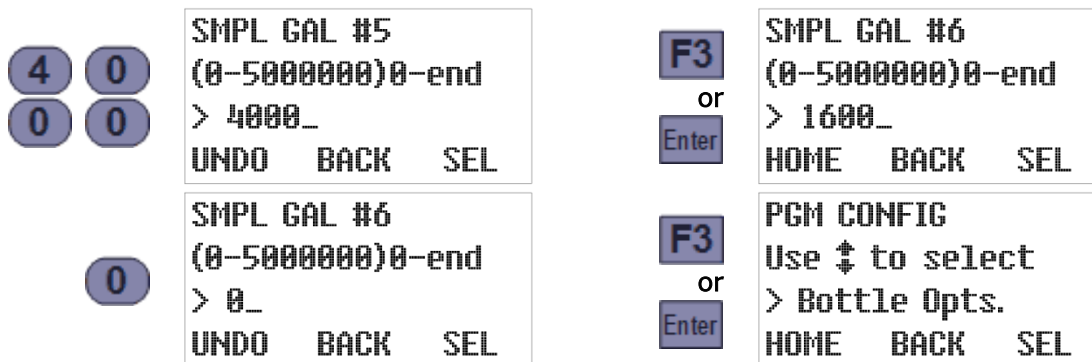 4 0
0 0
SMPL GAL #5
(0-5000000)0-end
> 4000_
UNDO BACK SEL
F3
or
Enter
SMPL GAL #6
(0-5000000)0-end
> 1600_
HOME BACK SEL
0
SMPL GAL #6
(0-5000000)0-end
> 0_
UNDO BACK SEL
F3
or
Enter
PGM CONFIG
Use ↕ to select
> Bottle Opts.
HOME BACK SEL